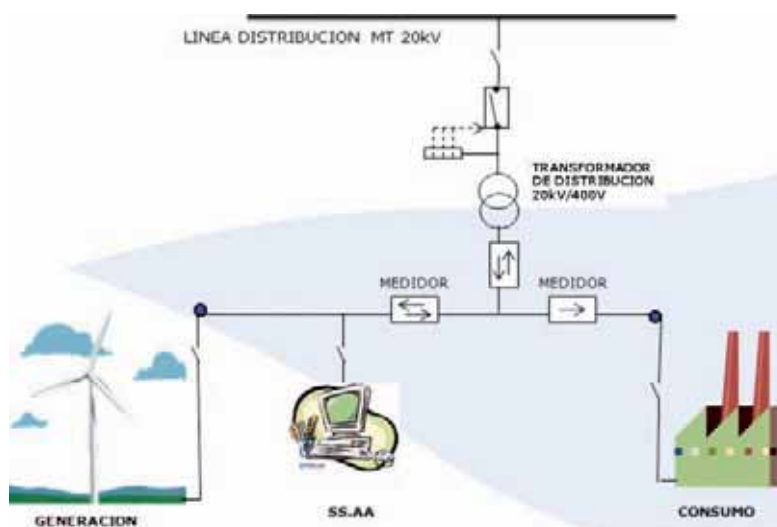 LINEA DISTRIBUCION MT 20kV
TRANSFORMADOR
DE DISTRIBUCION
20kV/400V
MEDIDOR
MEDIDOR
GENERACION
SS.AA
CONSUMO